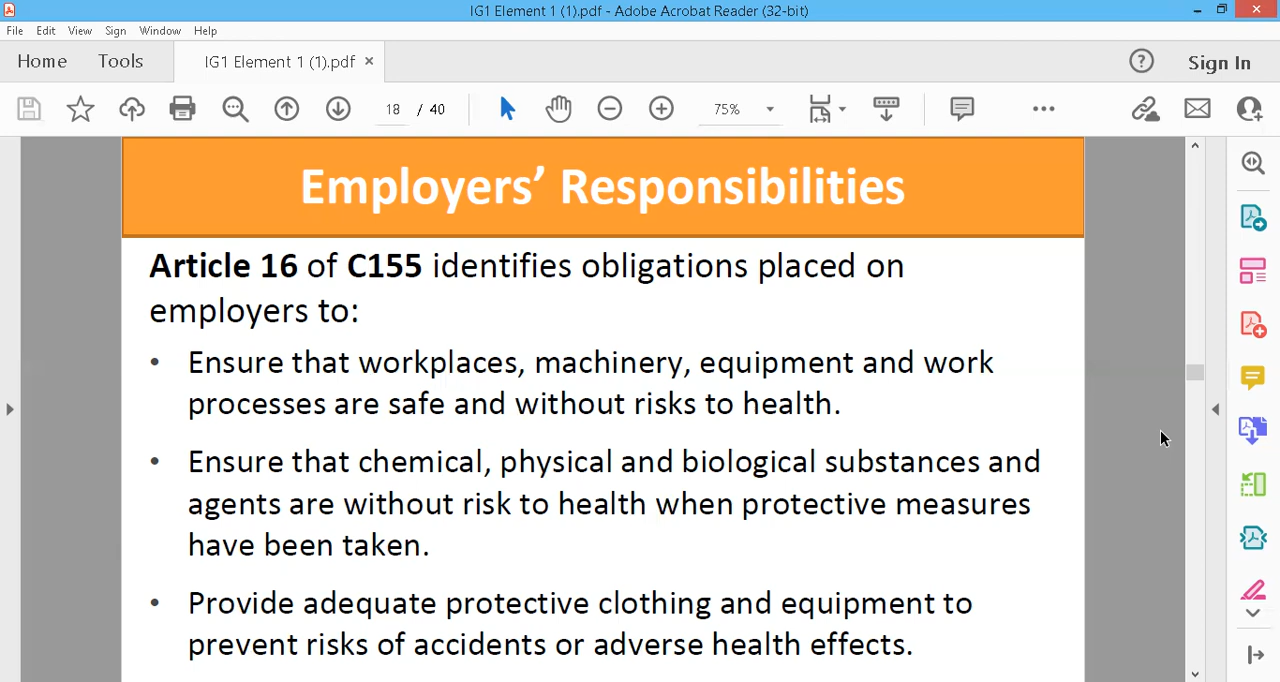 IG1 Element 1 (1).pdf - Adobe Acrobat Reader (32-bit)
File Edit View Sign Window Help
Home Tools IG1 Element 1 (1).pdf × Sign In
18 / 40 75%
Employers' Responsibilities
Article 16 of C155 identifies obligations placed on
employers to:
• Ensure that workplaces, machinery, equipment and work
processes are safe and without risks to health.
• Ensure that chemical, physical and biological substances and
agents are without risk to health when protective measures
have been taken.
• Provide adequate protective clothing and equipment to
prevent risks of accidents or adverse health effects.